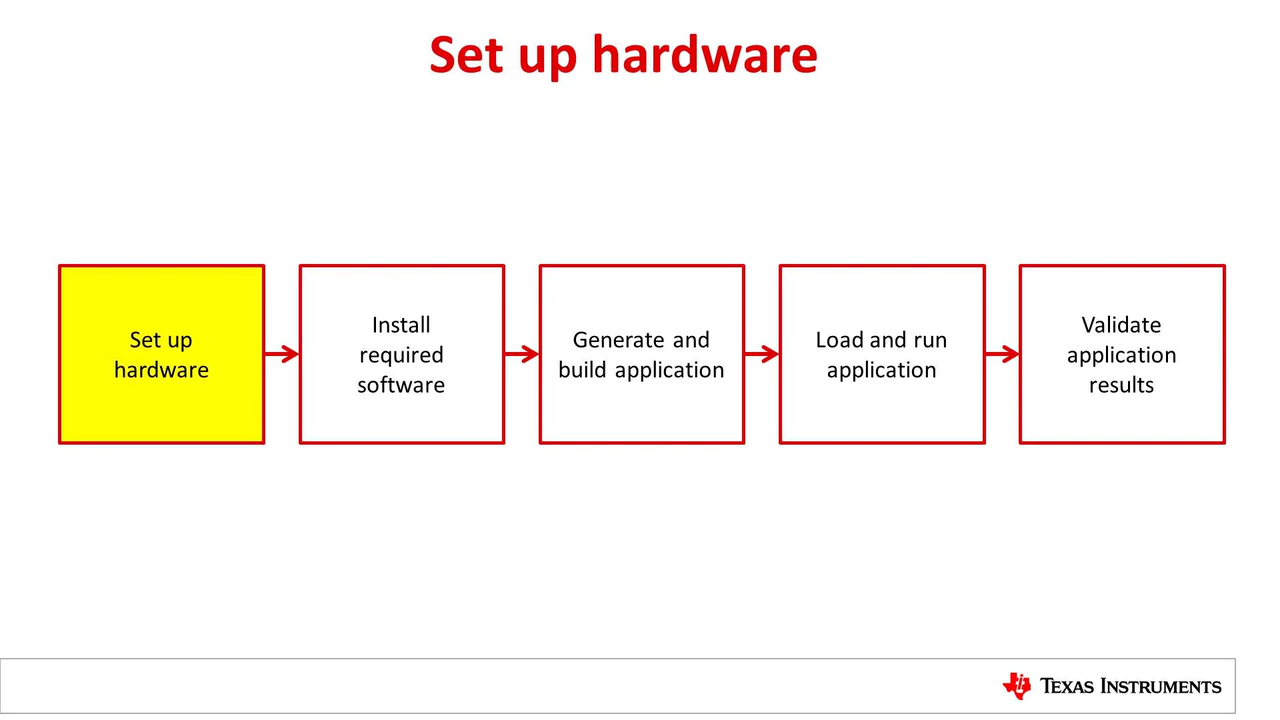 Set up hardware
Set up
hardware
Install
required
software
Generate and
build application
Load and run
application
Validate
application
results
TEXAS INSTRUMENTS